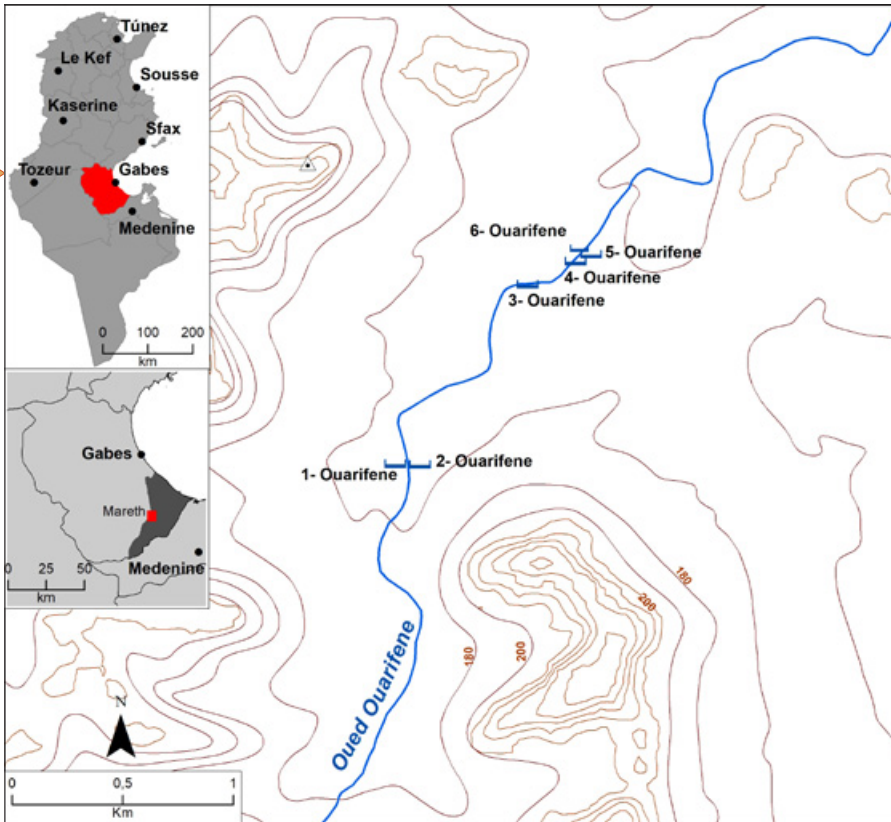 Túnez
Le Kef
Sousse
Kaserine
Sfax
Tozeur
Gabes
Medenine
0 100 200
km
Gabes
Mareth
0 25 50
km
Medenine
6- Ouarifene
5- Ouarifene
4- Ouarifene
3- Ouarifene
1- Ouarifene
2- Ouarifene
180
200
180
200
Oued Ouarifene
N
0 0,5 1
Km